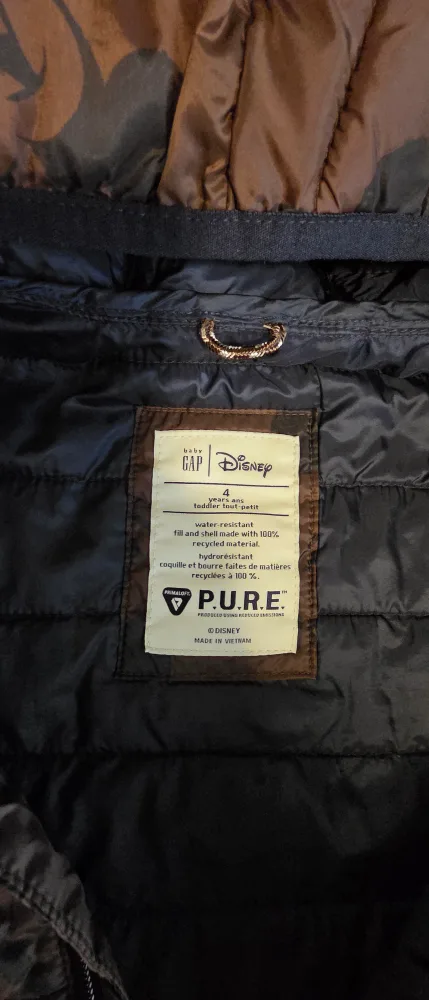 baby
GAP | Disney
4
years ans
toddler tout-petit
water-resistant
fill and shell made with 100%
recycled material.
hydrorésistant
coquille et bourre faites de matières
recyclées à 100 %.
PRIMALOFT P.U.R.E.™
PRODUCED USING REDUCED EMISSIONS
© DISNEY
MADE IN VIETNAM